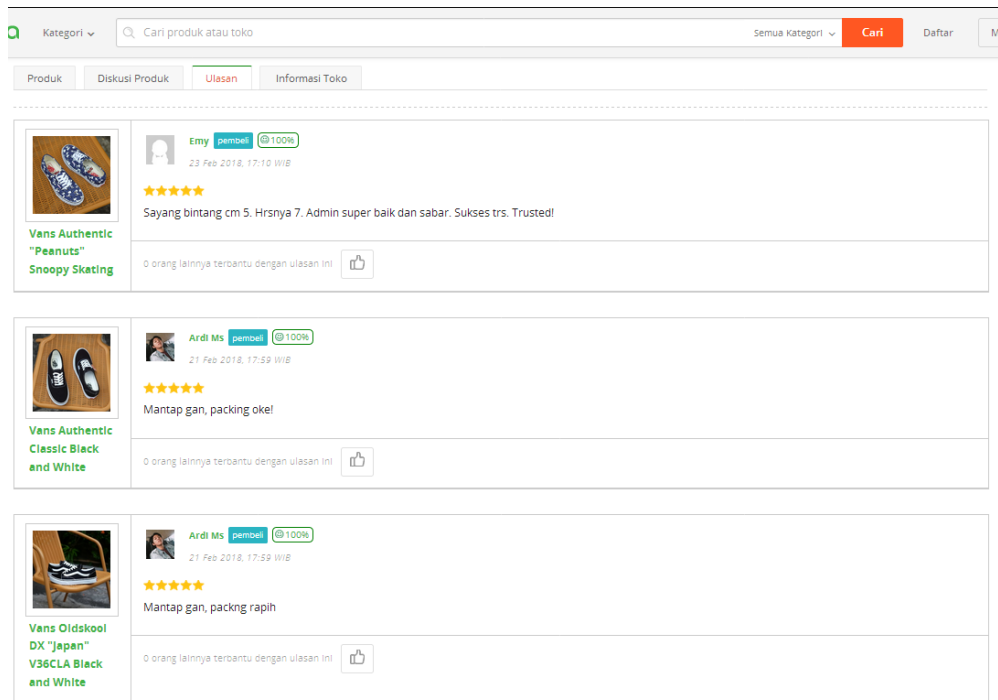 a
Kategori
Cari produk atau toko
Semua Kategori
Cari
Daftar
M
Produk
Diskusi Produk
Ulasan
Informasi Toko
Emy pembeli 100%
23 Feb 2018, 17:10 WIB
Sayang bintang cm 5. Hrsnya 7. Admin super baik dan sabar. Sukses trs. Trusted!
Vans Authentic
"Peanuts"
Snoopy Skating
0 orang lainnya terbantu dengan ulasan ini
Ardi Ms pembeli 100%
21 Feb 2018, 17:59 WIB
Mantap gan, packing oke!
Vans Authentic
Classic Black
and White
0 orang lainnya terbantu dengan ulasan ini
Ardi Ms pembeli 100%
21 Feb 2018, 17:59 WIB
Mantap gan, packng rapih
Vans Oldskool
DX "Japan"
V36CLA Black
and White
0 orang lainnya terbantu dengan ulasan ini